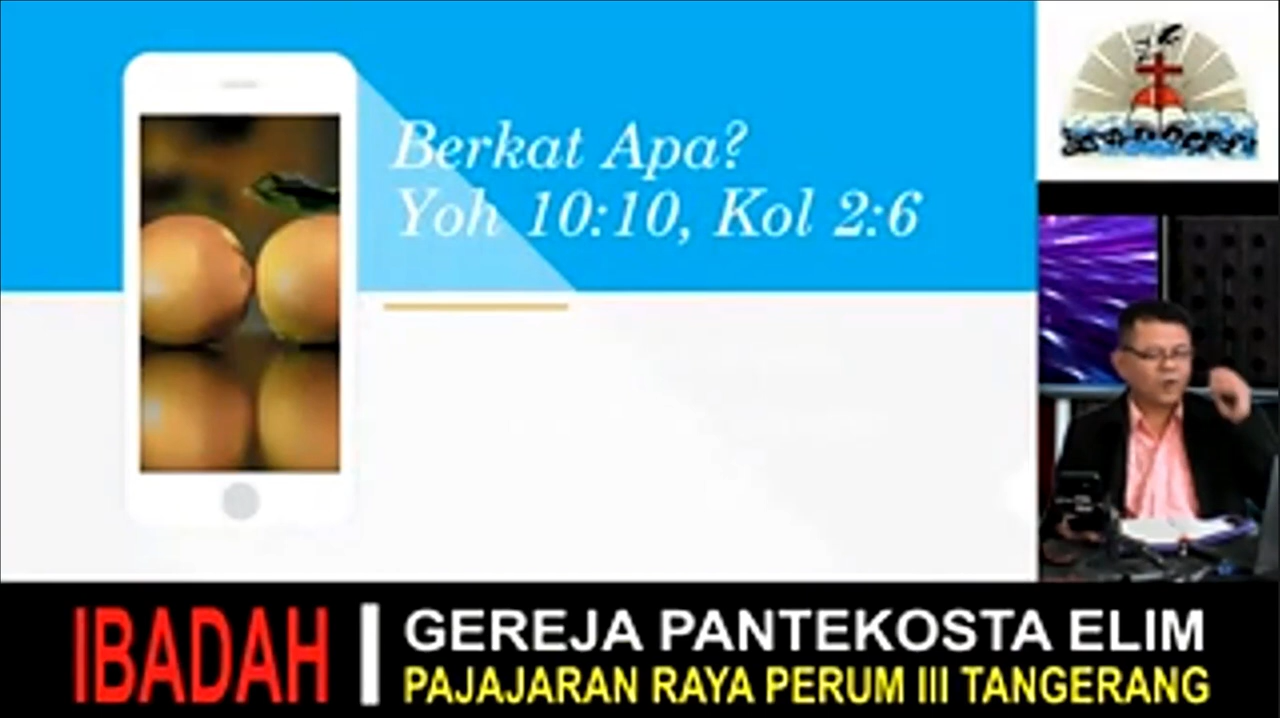 Berkat Apa?
Yoh 10:10, Kol 2:6
IBADAH
GEREJA PANTEKOSTA ELIM
PAJAJARAN RAYA PERUM III TANGERANG